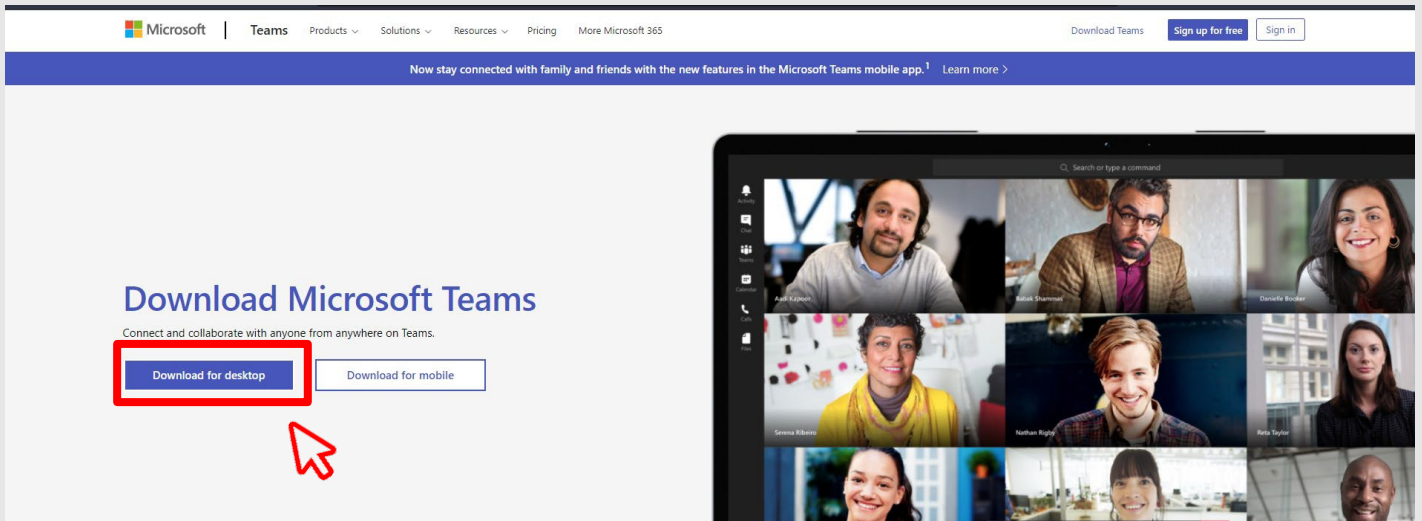 Microsoft Teams Products Solutions Resources Pricing More Microsoft 365 Download Teams Sign up for free Sign in
Now stay connected with family and friends with the new features in the Microsoft Teams mobile app.1 Learn more >
Search or type a command
Activity
Chat
Teams
Calendar
Calls
Files
Aadi Kapoor
Babak Shammas
Danielle Booker
Download Microsoft Teams
Connect and collaborate with anyone from anywhere on Teams.
Download for desktop Download for mobile
Serena Ribeiro
Nathan Rigby
Reta Taylor